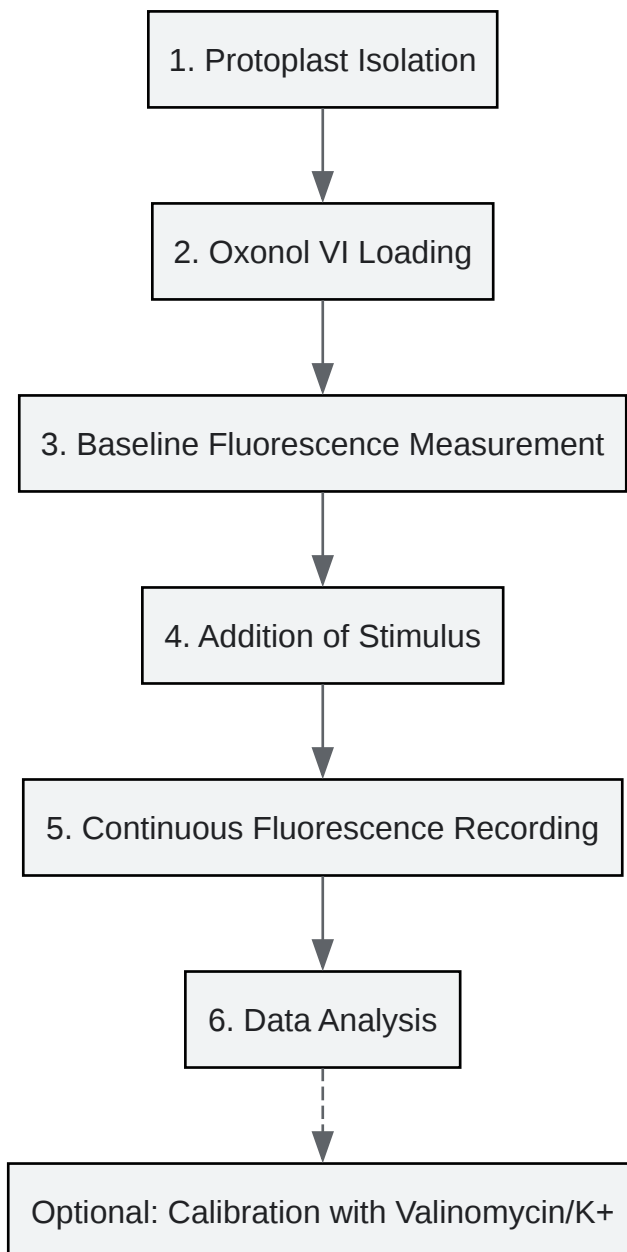 1. Protoplast Isolation
2. Oxonol VI Loading
3. Baseline Fluorescence Measurement
4. Addition of Stimulus
5. Continuous Fluorescence Recording
6. Data Analysis
Optional: Calibration with Valinomycin/K+